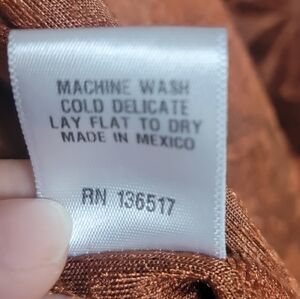 MACHINE WASH
COLD DELICATE
LAY FLAT TO DRY
MADE IN MEXICO
RN 136517